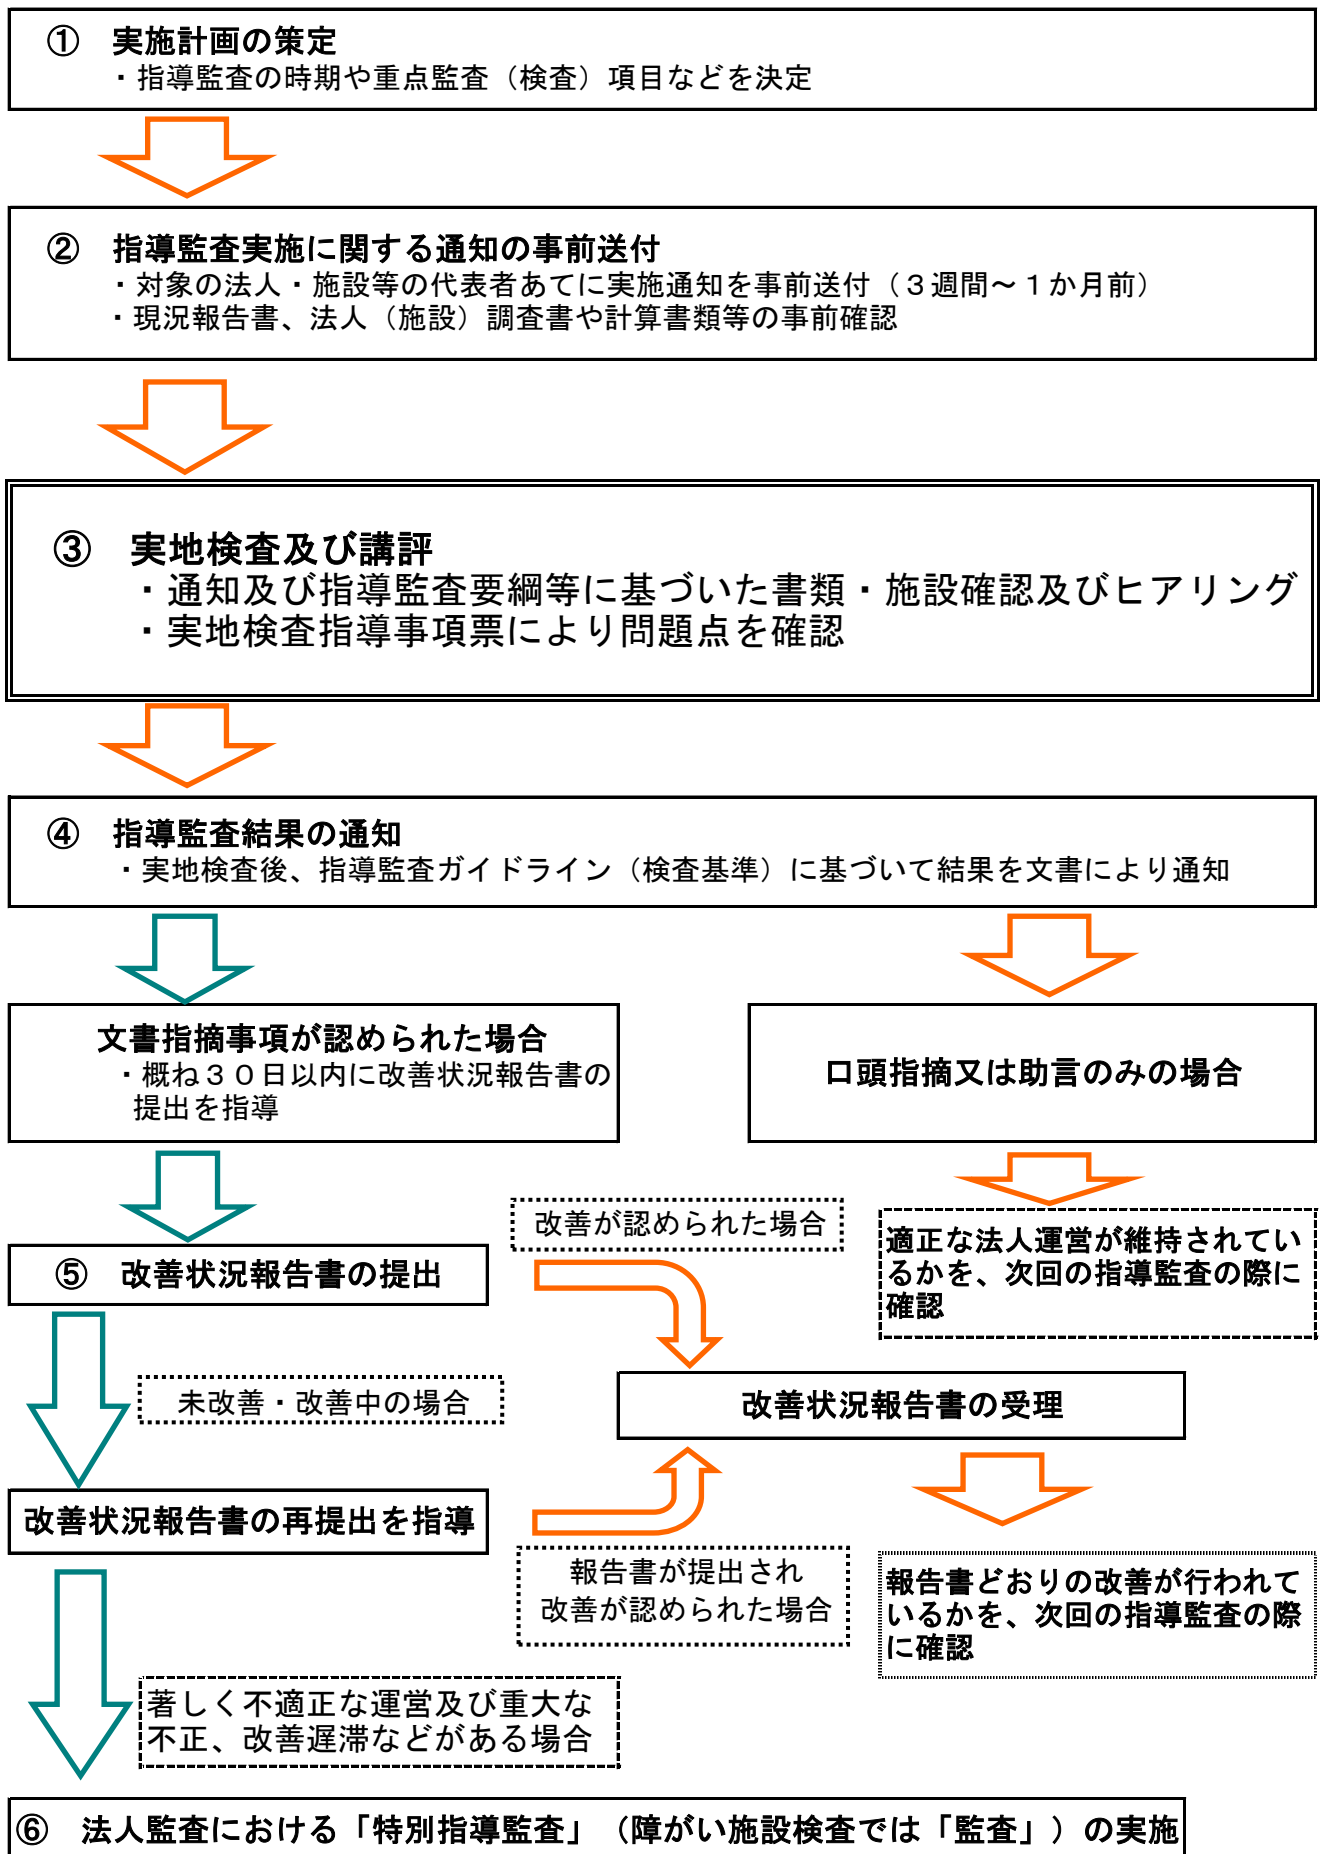 ① 実施計画の策定
・指導監査の時期や重点監査（検査）項目などを決定
② 指導監査実施に関する通知の事前送付
・対象の法人・施設等の代表者あてに実施通知を事前送付（３週間～１か月前）
・現況報告書、法人（施設）調査書や計算書類等の事前確認
③ 実地検査及び講評
・通知及び指導監査要綱等に基づいた書類・施設確認及びヒアリング
・実地検査指導事項票により問題点を確認
④ 指導監査結果の通知
・実地検査後、指導監査ガイドライン（検査基準）に基づいて結果を文書により通知
文書指摘事項が認められた場合
・概ね３０日以内に改善状況報告書の
提出を指導
口頭指摘又は助言のみの場合
改善が認められた場合
適正な法人運営が維持されてい
るかを、次回の指導監査の際に
確認
⑤ 改善状況報告書の提出
未改善・改善中の場合
改善状況報告書の受理
改善状況報告書の再提出を指導
報告書が提出され
改善が認められた場合
報告書どおりの改善が行われて
いるかを、次回の指導監査の際
に確認
著しく不適正な運営及び重大な
不正、改善遅滞などがある場合
⑥ 法人監査における「特別指導監査」（障がい施設検査では「監査」）の実施